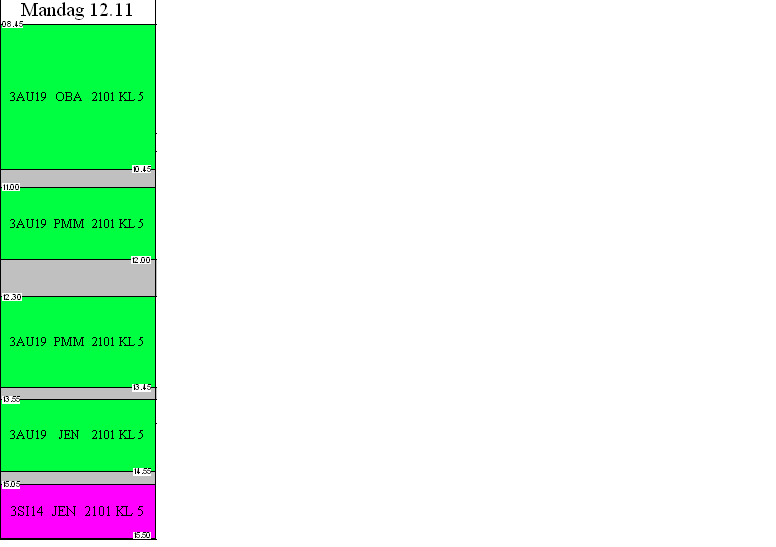 Mandag 12.11
08.45
3AU19 OBA 2101 KL 5
10.45
11.00
3AU19 PMM 2101 KL 5
12.00
12.30
3AU19 PMM 2101 KL 5
13.45
13.55
3AU19 JEN 2101 KL 5
14.55
15.05
3SI14 JEN 2101 KL 5
15.50